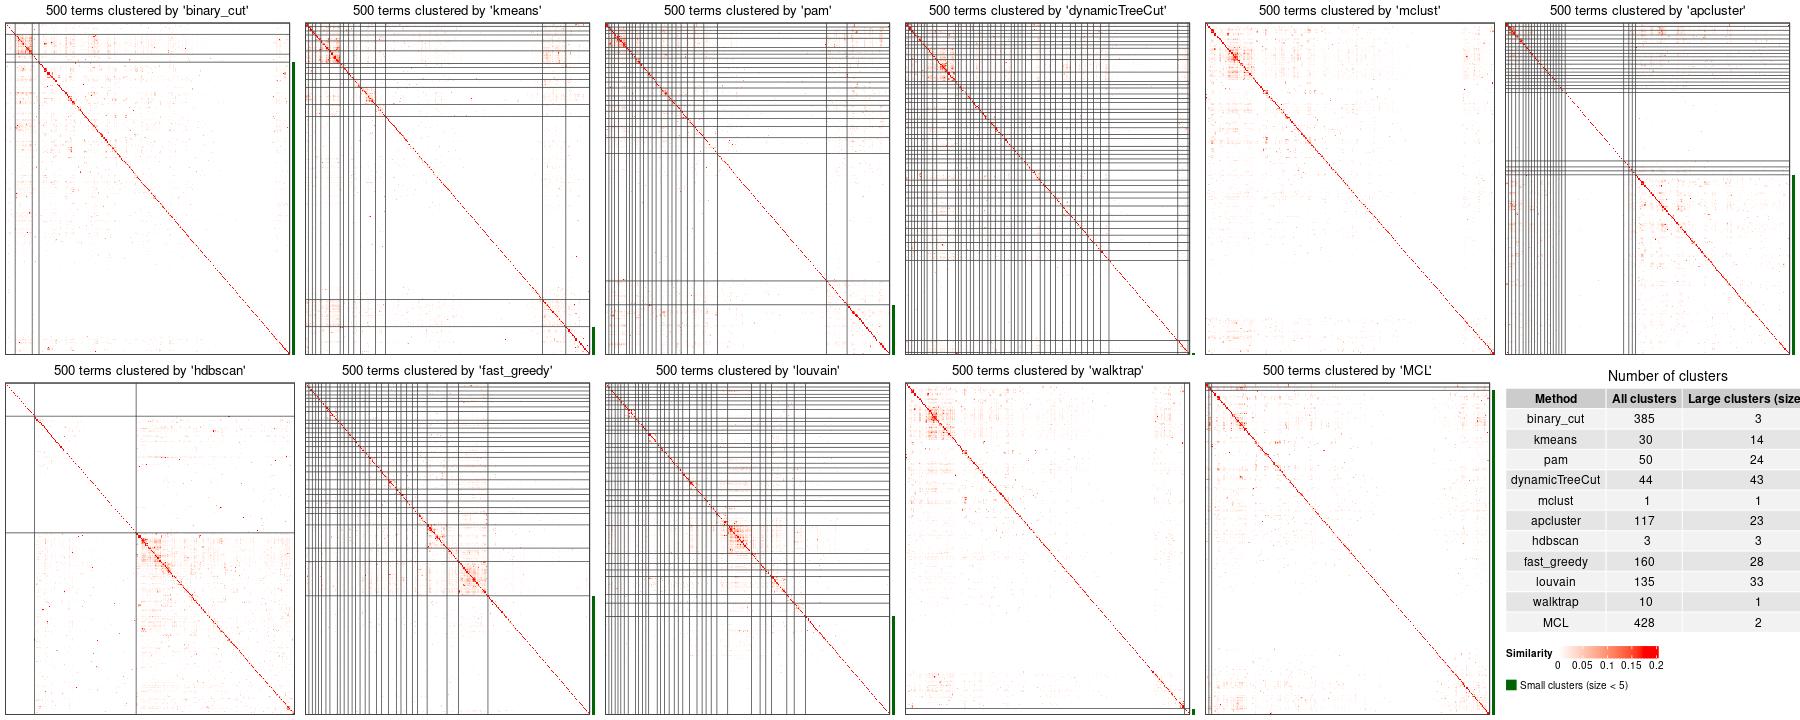 500 terms clustered by 'binary_cut'
500 terms clustered by 'kmeans'
500 terms clustered by 'pam'
500 terms clustered by 'dynamicTreeCut'
500 terms clustered by 'mclust'
500 terms clustered by 'apcluster'
500 terms clustered by 'hdbscan'
500 terms clustered by 'fast_greedy'
500 terms clustered by 'louvain'
500 terms clustered by 'walktrap'
500 terms clustered by 'MCL'
Number of clusters
Method All clusters Large clusters (size
binary_cut 385 3
kmeans 30 14
pam 50 24
dynamicTreeCut 44 43
mclust 1 1
apcluster 117 23
hdbscan 3 3
fast_greedy 160 28
louvain 135 33
walktrap 10 1
MCL 428 2
Similarity
0 0.05 0.1 0.15 0.2
Small clusters (size < 5)